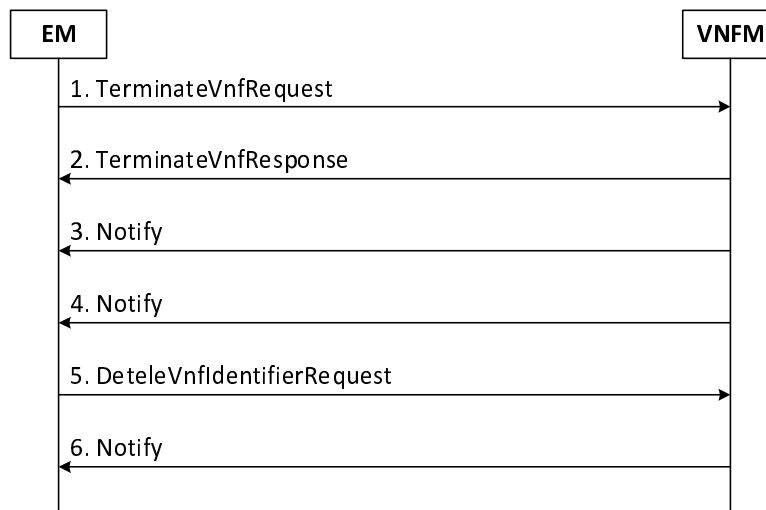 EM
VNFM
1. TerminateVnfRequest
2. TerminateVnfResponse
3. Notify
4. Notify
5. DeteleVnfIdentifierRequest
6. Notify